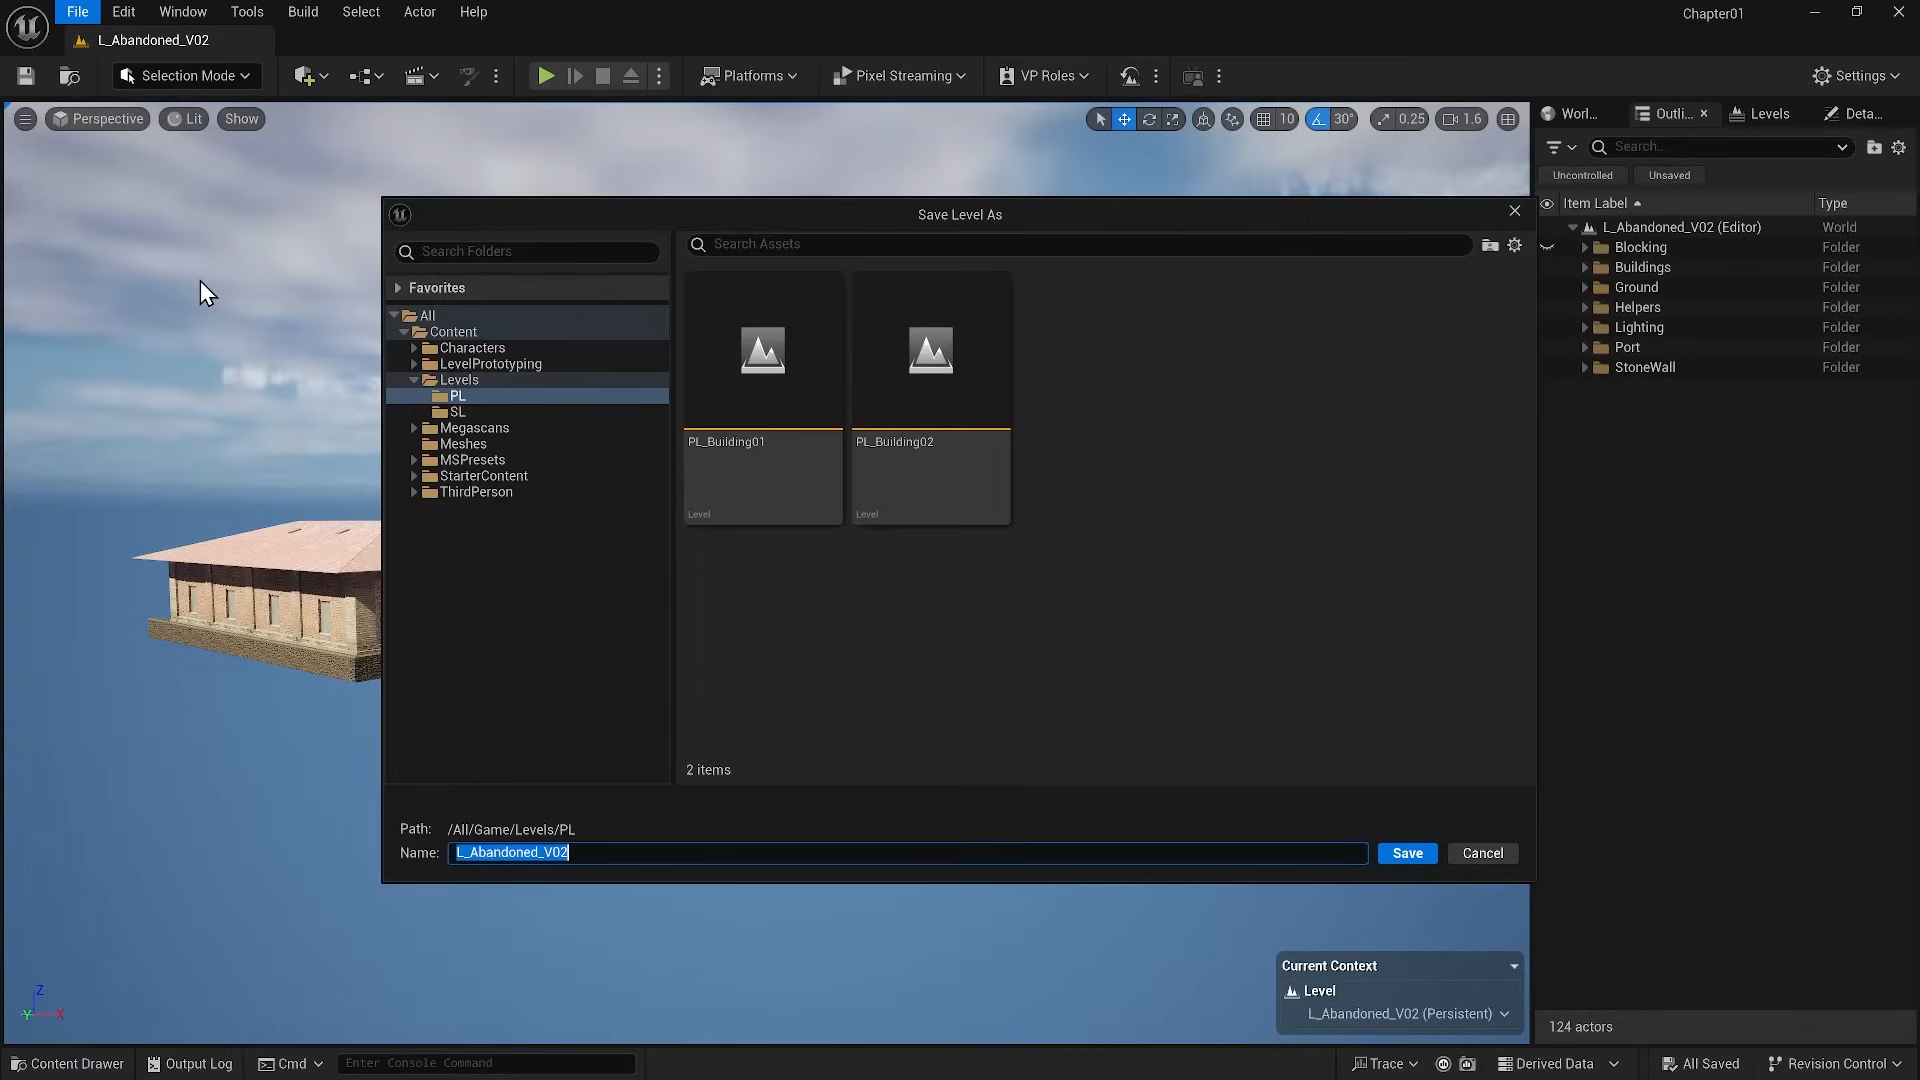 File Edit Window Tools Build Select Actor Help
Chapter01
L_Abandoned_V02
Selection Mode
Platforms
Pixel Streaming
VP Roles
Settings
Perspective Lit Show
10 30° 0.25 1.6
Worl... Outli... Levels Deta...
Search..
Uncontrolled Unsaved
Item Label Type
L_Abandoned_V02 (Editor) World
Blocking Folder
Buildings Folder
Ground Folder
Helpers Folder
Lighting Folder
Port Folder
StoneWall Folder
124 actors
Save Level As
Search Folders
Search Assets
Favorites
All
Content
Characters
LevelPrototyping
Levels
PL
SL
Megascans
Meshes
MSPresets
StarterContent
ThirdPerson
PL_Building01
Level
PL_Building02
Level
2 items
Path: /All/Game/Levels/PL
Name: L_Abandoned_V02
Save Cancel
Current Context
Level
L_Abandoned_V02 (Persistent)
Z
Y X
Content Drawer Output Log Cmd Enter Console Command
Trace Derived Data All Saved Revision Control